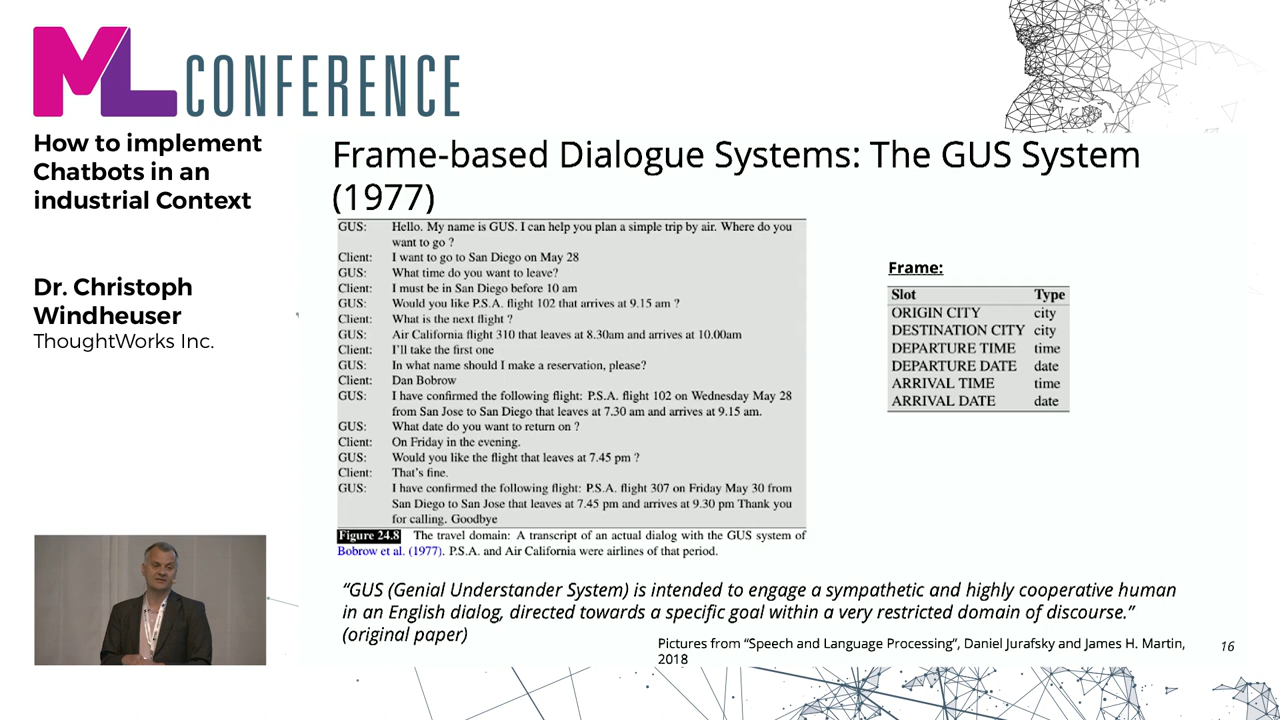 ML CONFERENCE
How to implement
Chatbots in an
industrial Context
Dr. Christoph
Windheuser
ThoughtWorks Inc.
Frame-based Dialogue Systems: The GUS System
(1977)
GUS: Hello. My name is GUS. I can help you plan a simple trip by air. Where do you
want to go ?
Client: I want to go to San Diego on May 28
GUS: What time do you want to leave?
Client: I must be in San Diego before 10 am
GUS: Would you like P.S.A. flight 102 that arrives at 9.15 am ?
Client: What is the next flight ?
GUS: Air California flight 310 that leaves at 8.30am and arrives at 10.00am
Client: I'll take the first one
GUS: In what name should I make a reservation, please?
Client: Dan Bobrow
GUS: I have confirmed the following flight: P.S.A. flight 102 on Wednesday May 28
from San Jose to San Diego that leaves at 7.30 am and arrives at 9.15 am.
GUS: What date do you want to return on ?
Client: On Friday in the evening.
GUS: Would you like the flight that leaves at 7.45 pm ?
Client: That's fine.
GUS: I have confirmed the following flight: P.S.A. flight 307 on Friday May 30 from
San Diego to San Jose that leaves at 7.45 pm and arrives at 9.30 pm Thank you
for calling. Goodbye
Figure 24.8 The travel domain: A transcript of an actual dialog with the GUS system of
Bobrow et al. (1977). P.S.A. and Air California were airlines of that period.
Frame:
Slot Type
ORIGIN CITY city
DESTINATION CITY city
DEPARTURE TIME time
DEPARTURE DATE date
ARRIVAL TIME time
ARRIVAL DATE date
“GUS (Genial Understander System) is intended to engage a sympathetic and highly cooperative human
in an English dialog, directed towards a specific goal within a very restricted domain of discourse.”
(original paper)
Pictures from “Speech and Language Processing”, Daniel Jurafsky and James H. Martin,
2018
16